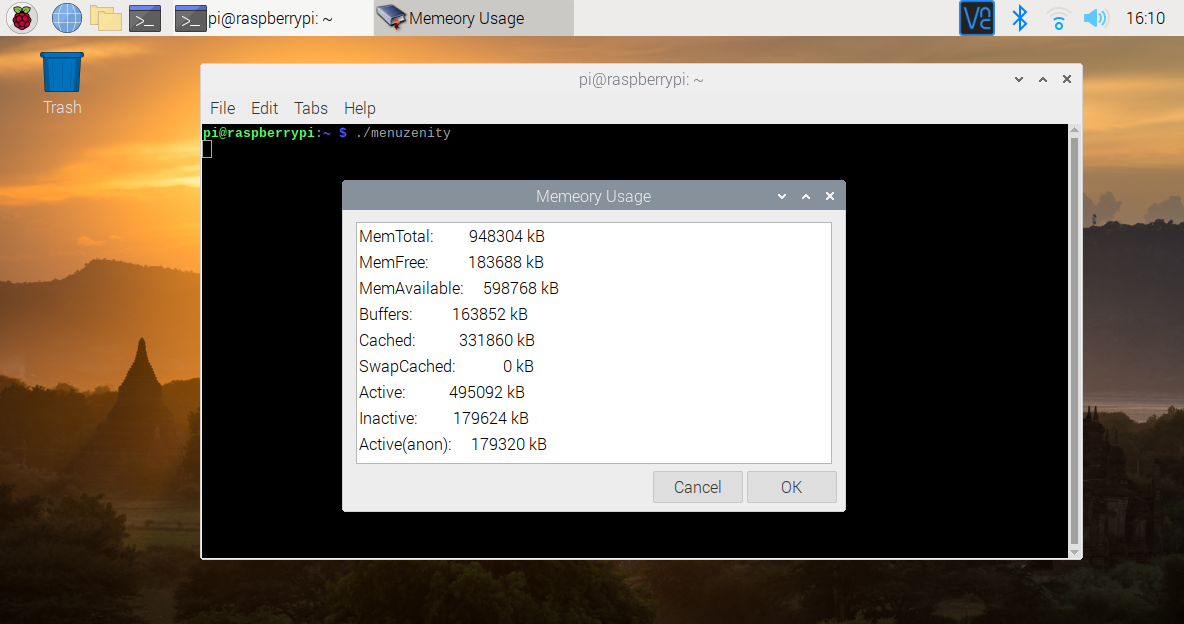 pi@raspberrypi: ~
Memeory Usage
VNC
16:10
Trash
pi@raspberrypi: ~
File Edit Tabs Help
pi@raspberrypi:~ $ ./menuzenity
Memeory Usage
MemTotal: 948304 kB
MemFree: 183688 kB
MemAvailable: 598768 kB
Buffers: 163852 kB
Cached: 331860 kB
SwapCached: 0 kB
Active: 495092 kB
Inactive: 179624 kB
Active(anon): 179320 kB
Cancel OK